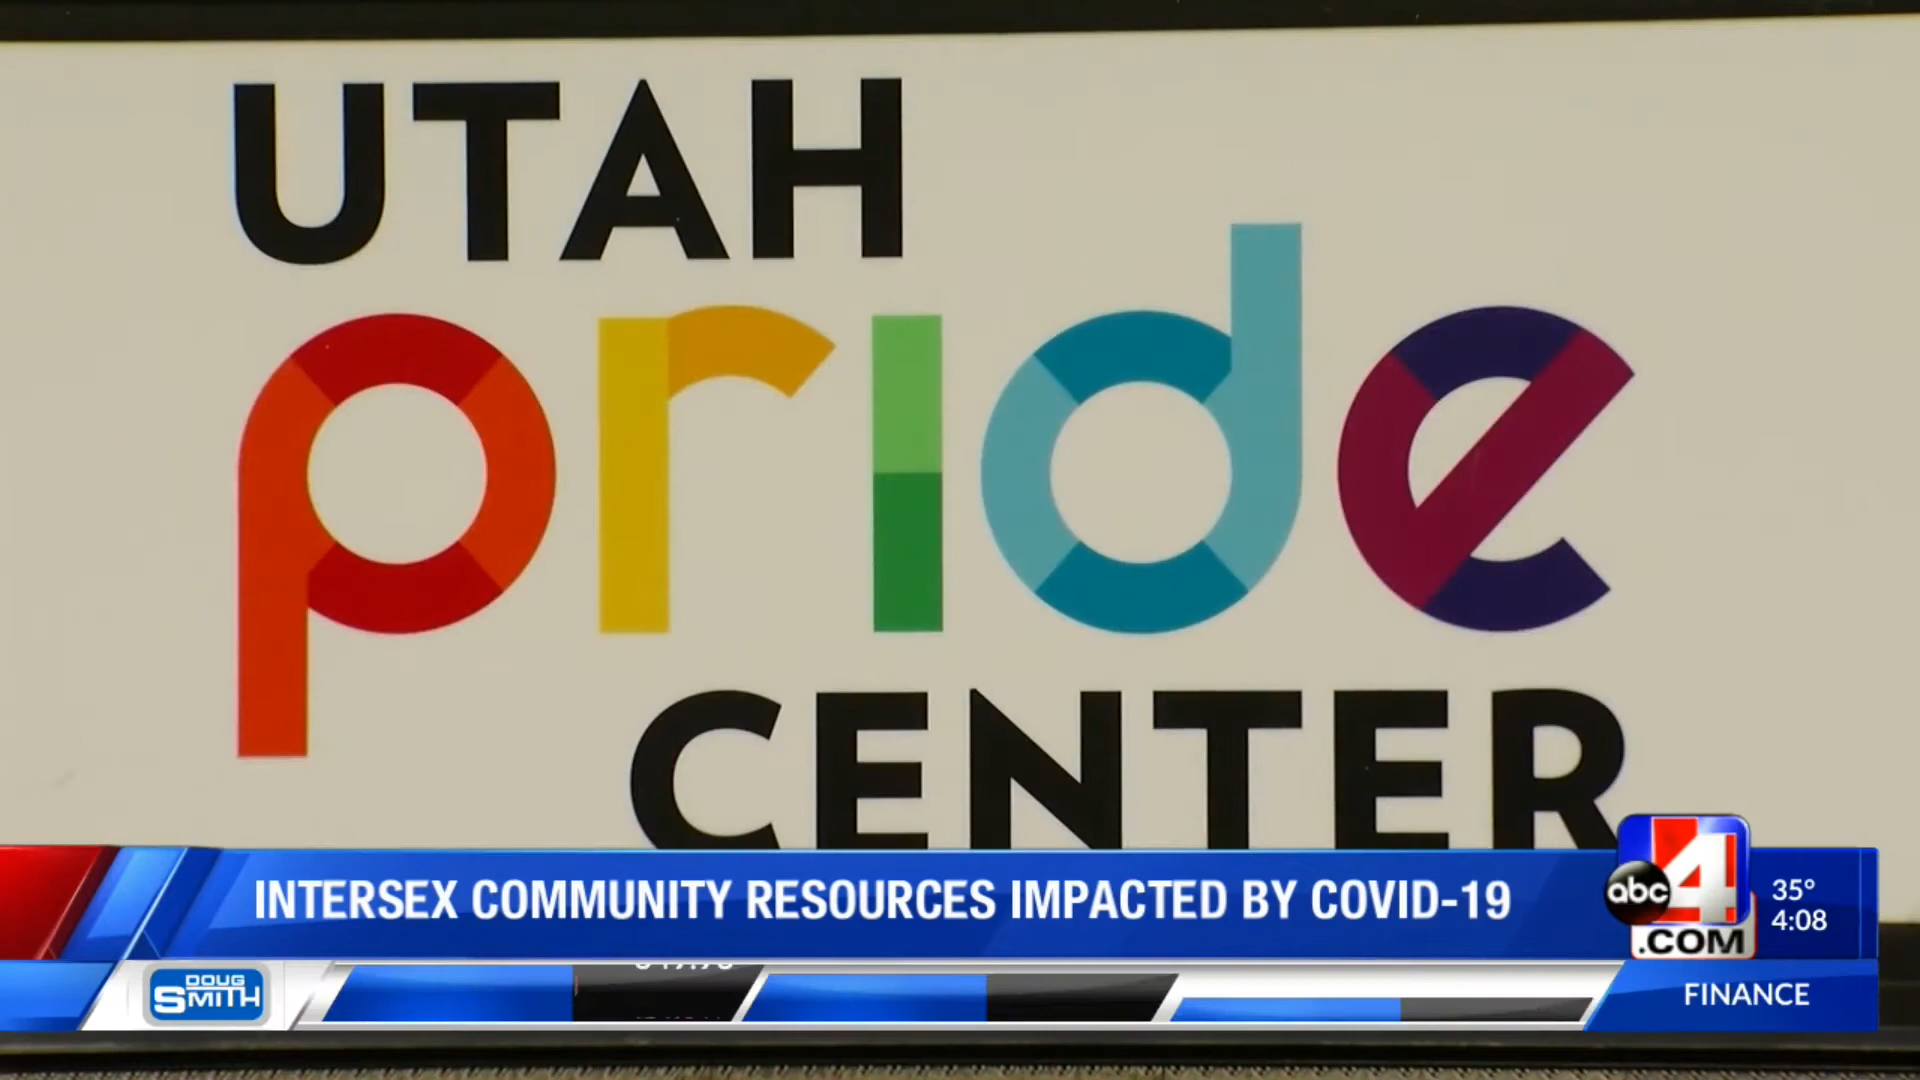 UTAH
pride
CENTER
INTERSEX COMMUNITY RESOURCES IMPACTED BY COVID-19
abc 4
.COM
35°
4:08
DOUG
SMITH
FINANCE